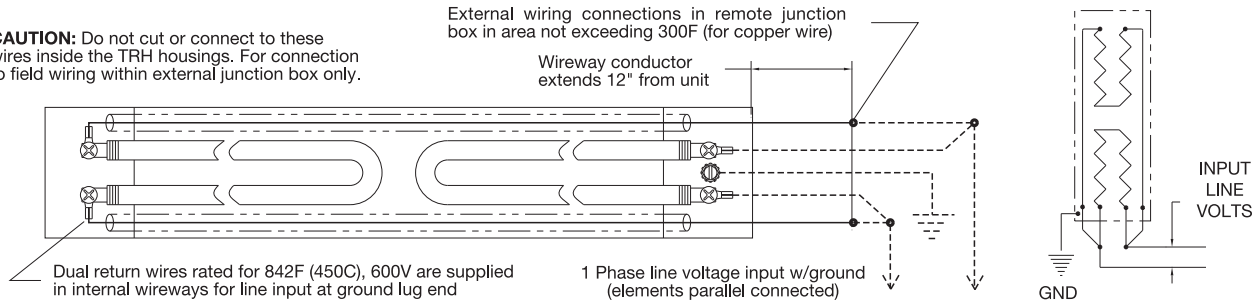 External wiring connections in remote junction
box in area not exceeding 300F (for copper wire)
CAUTION: Do not cut or connect to these
wires inside the TRH housings. For connection
to field wiring within external junction box only.
Wireway conductor
extends 12" from unit
INPUT
LINE
VOLTS
Dual return wires rated for 842F (450C), 600V are supplied
in internal wireways for line input at ground lug end
1 Phase line voltage input w/ground
(elements parallel connected)
GND